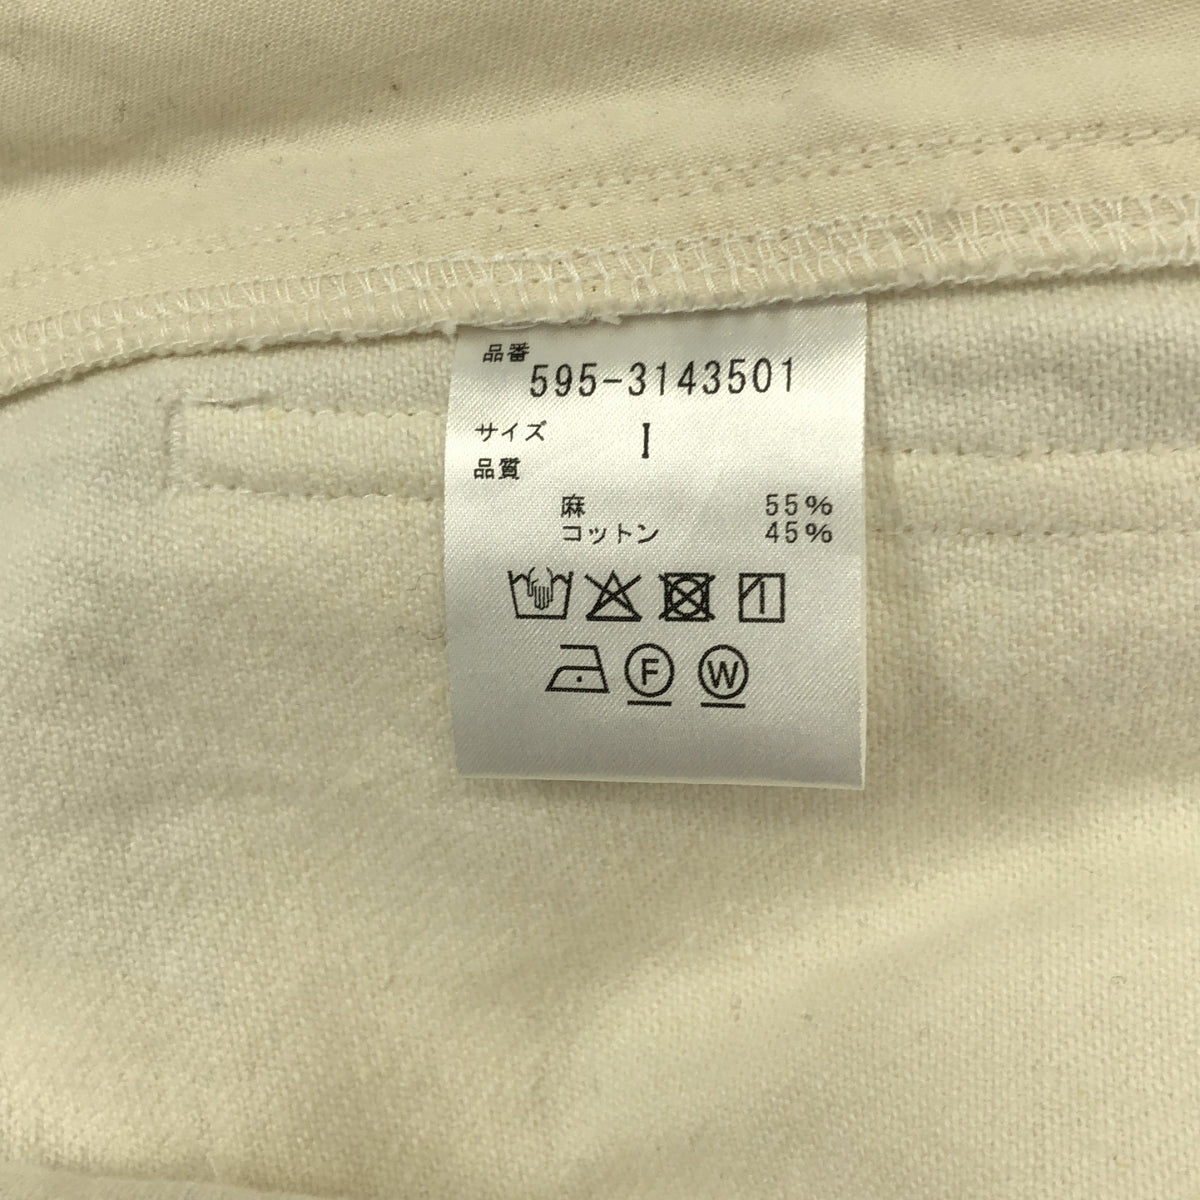 品番 595-3143501
サイズ I
品質
麻 55%
コットン 45%
F W